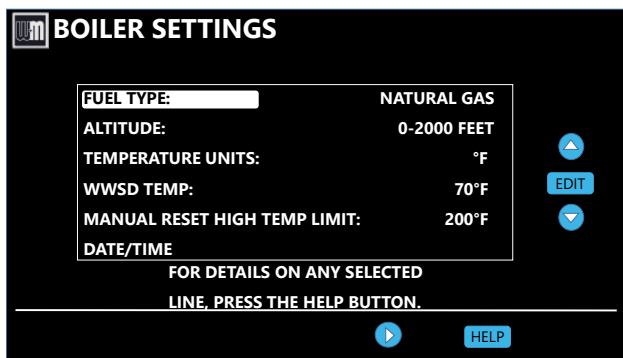 WM BOILER SETTINGS
FUEL TYPE: NATURAL GAS
ALTITUDE: 0-2000 FEET
TEMPERATURE UNITS: °F
WWSD TEMP: 70°F
EDIT
MANUAL RESET HIGH TEMP LIMIT: 200°F
DATE/TIME
FOR DETAILS ON ANY SELECTED
LINE, PRESS THE HELP BUTTON.
HELP